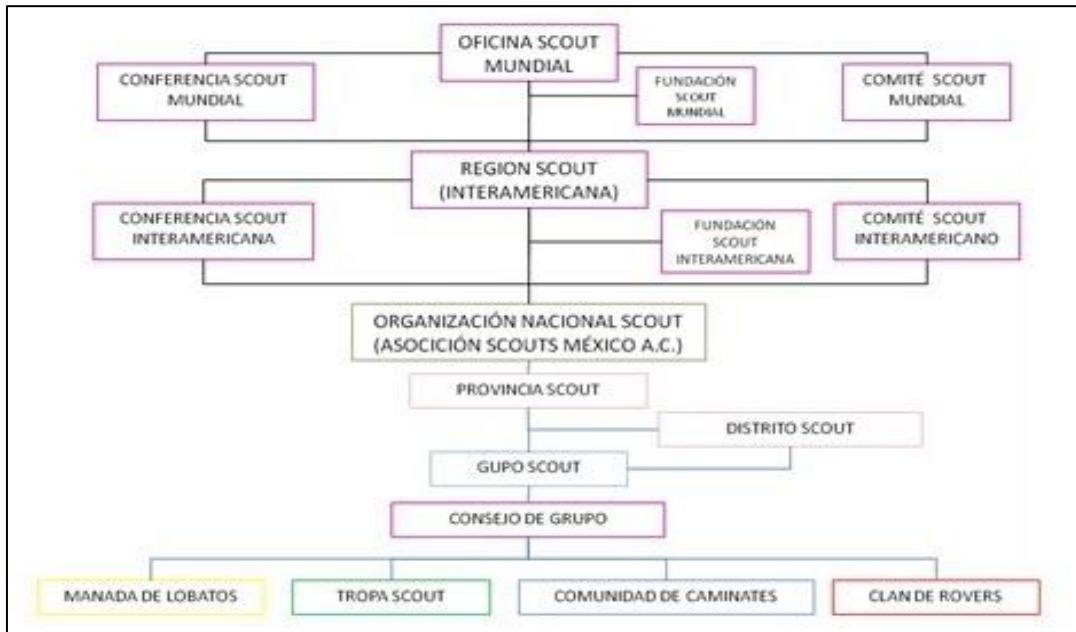 OFICINA SCOUT
MUNDIAL
CONFERENCIA SCOUT
MUNDIAL
FUNDACIÓN
SCOUT
MUNDIAL
COMITÉ SCOUT
MUNDIAL
REGION SCOUT
(INTERAMERICANA)
CONFERENCIA SCOUT
INTERAMERICANA
FUNDACIÓN
SCOUT
INTERAMERICANA
COMITÉ SCOUT
INTERAMERICANO
ORGANIZACIÓN NACIONAL SCOUT
(ASOCICIÓN SCOUTS MÉXICO A.C.)
PROVINCIA SCOUT
DISTRITO SCOUT
GUPO SCOUT
CONSEJO DE GRUPO
MANADA DE LOBATOS
TROPA SCOUT
COMUNIDAD DE CAMINATES
CLAN DE ROVERS